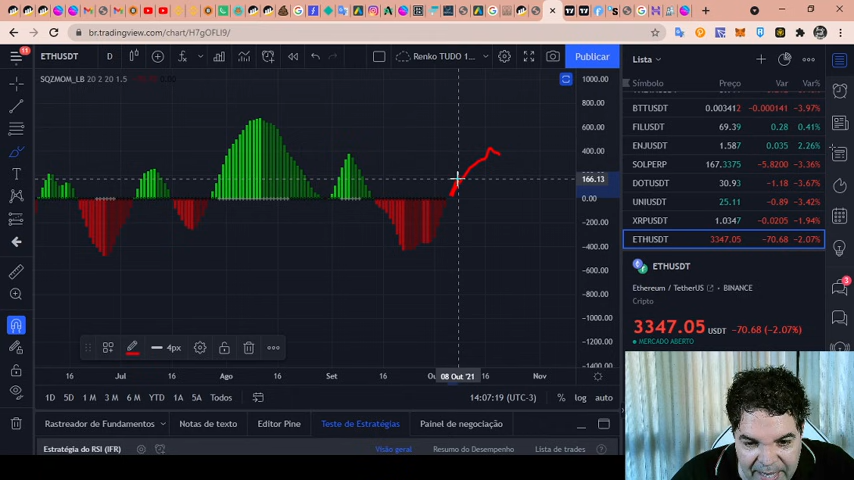 br.tradingview.com/chart/H7gOFLI9/
11
ETHUSDT
D
Renko TUDO 1...
Publicar
Lista
SQZMOM_LB 20 2 20 1.5
0.00
Símbolo
Preço
Var
Var%
BTTUSDT
0.003412
-0.000141
-3.97%
FILUSDT
69.39
0.28
0.41%
ENJUSDT
1.587
0.035
2.26%
SOLPERP
167.3375
-5.8200
-3.36%
DOTUSDT
30.93
-1.18
-3.67%
UNIUSDT
25.11
-0.89
-3.42%
XRPUSDT
1.0347
-0.0205
-1.94%
ETHUSDT
3347.05
-70.68
-2.07%
1000.00
800.00
600.00
400.00
166.13
0.00
-200.00
-400.00
-600.00
-800.00
-1000.00
-1200.00
-1400.00
ETHUSDT
Ethereum / TetherUS
BINANCE
Cripto
3347.05
USDT
-70.68 (-2.07%)
MERCADO ABERTO
3
4px
16
Jul
16
Ago
16
Set
16
08 Out '21
16
Nov
1D
5D
1M
3M
6M
YTD
1A
5A
Todos
14:07:19 (UTC-3)
%
log
auto
Rastreador de Fundamentos
Notas de texto
Editor Pine
Teste de Estratégias
Painel de negociação
Estratégia do RSI (IFR)
Visão geral
Resumo do Desempenho
Lista de trades